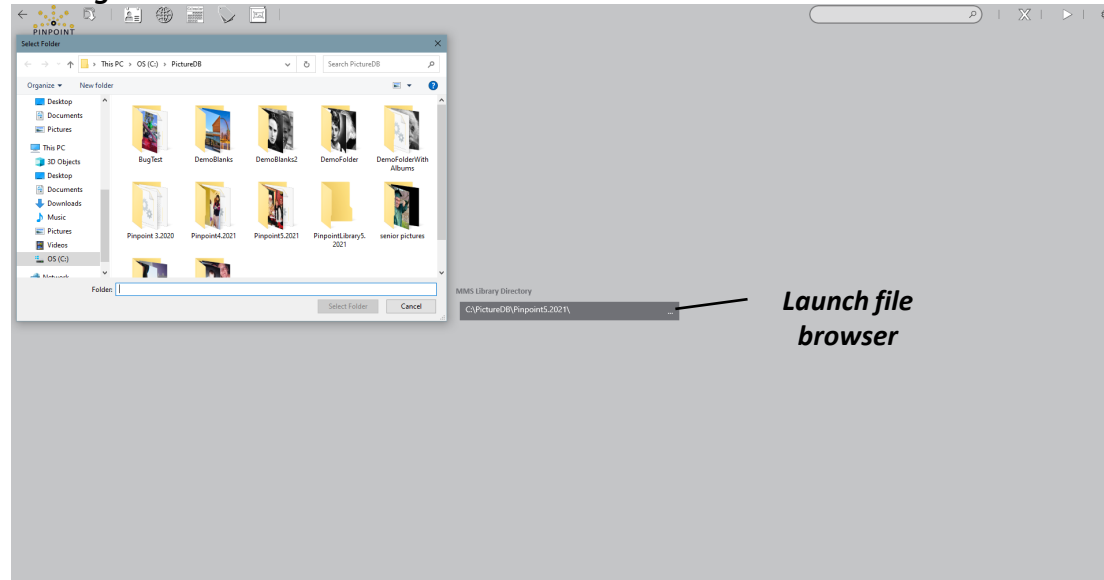 PINPOINT
Select Folder
This PC > OS (C:) > PictureDB
Search PictureDB
Organize
New folder
Desktop
Documents
Pictures
This PC
3D Objects
Desktop
Documents
Downloads
Music
Pictures
Videos
OS (C:)
Network
BugTest
DemoBlanks
DemoBlanks2
DemoFolder
DemoFolderWith
Albums
Pinpoint 3.2020
Pinpoint4.2021
Pinpoint5.2021
PinpointLibrary5.
2021
senior pictures
Folder:
Select Folder
Cancel
MMS Library Directory
C:\PictureDB\Pinpoint5.2021\
...
Launch file
browser